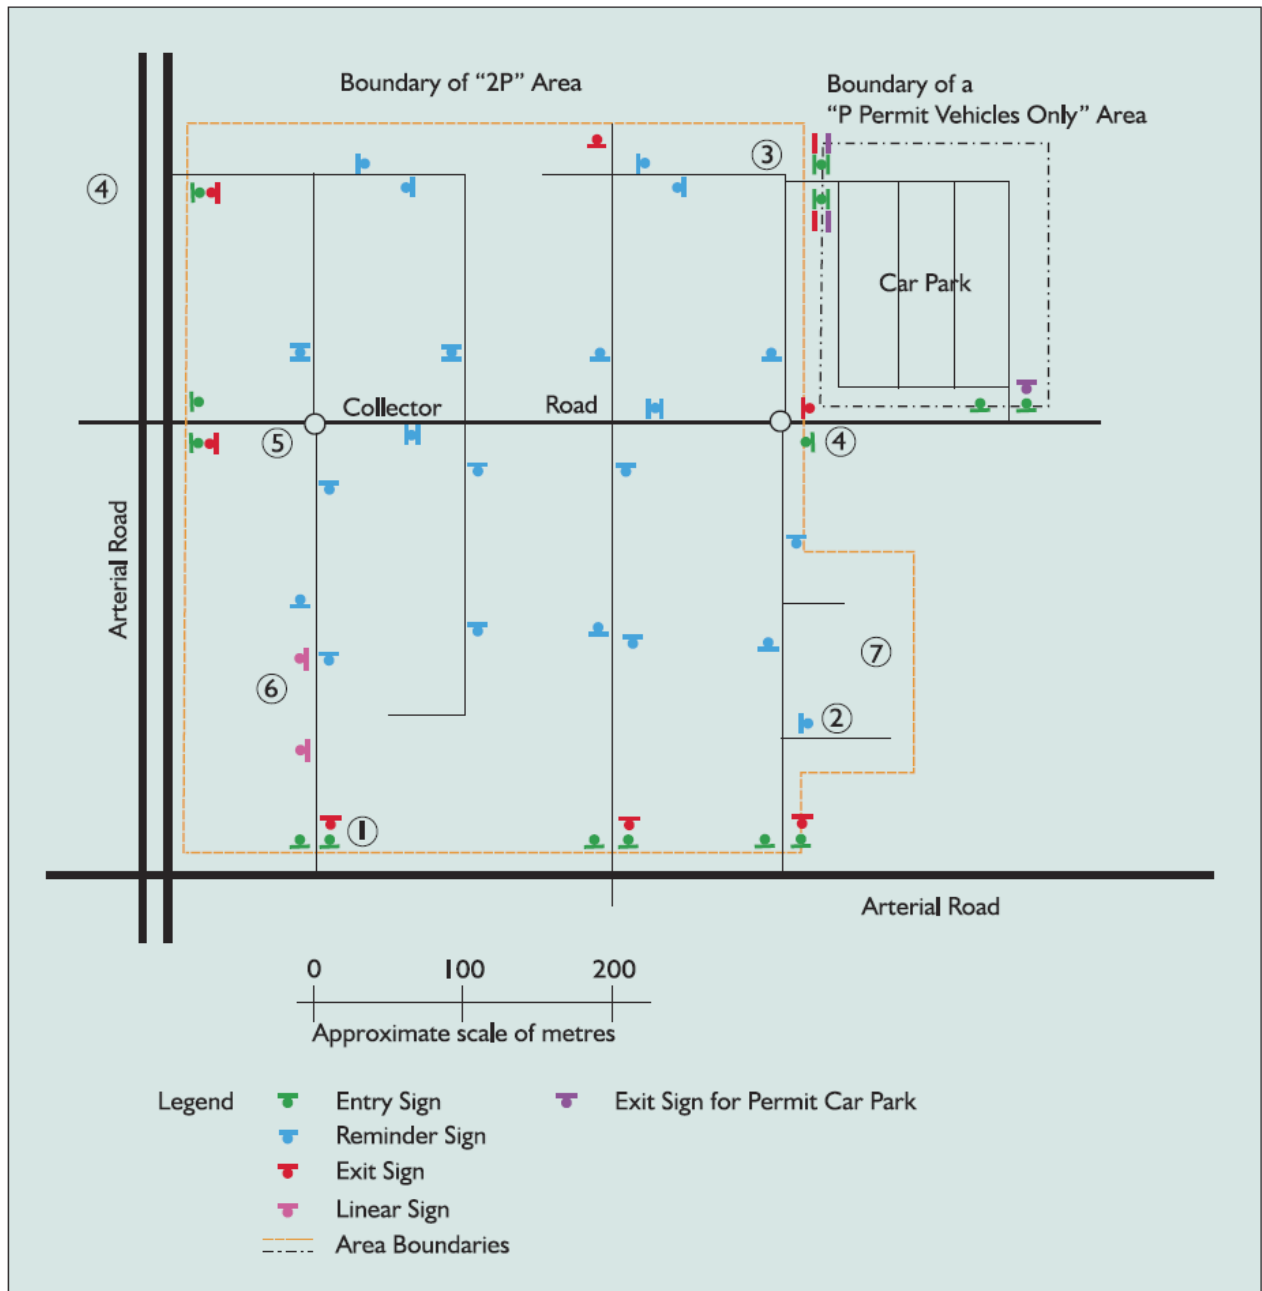 Boundary of “2P” Area
Boundary of a
“P Permit Vehicles Only” Area
③
④
Car Park
Collector
Road
⑤
④
Arterial Road
⑦
⑥
②
①
Arterial Road
0 100 200
Approximate scale of metres
Legend Entry Sign Exit Sign for Permit Car Park
Reminder Sign
Exit Sign
Linear Sign
Area Boundaries